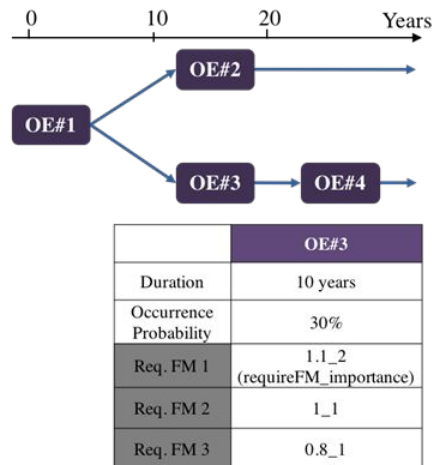 0 10 20 Years
OE#2
OE#1
OE#3 OE#4
OE#3
Duration 10 years
Occurrence
Probability 30%
Req. FM 1 1.1_2
(requireFM_importance)
Req. FM 2 1_1
Req. FM 3 0.8_1